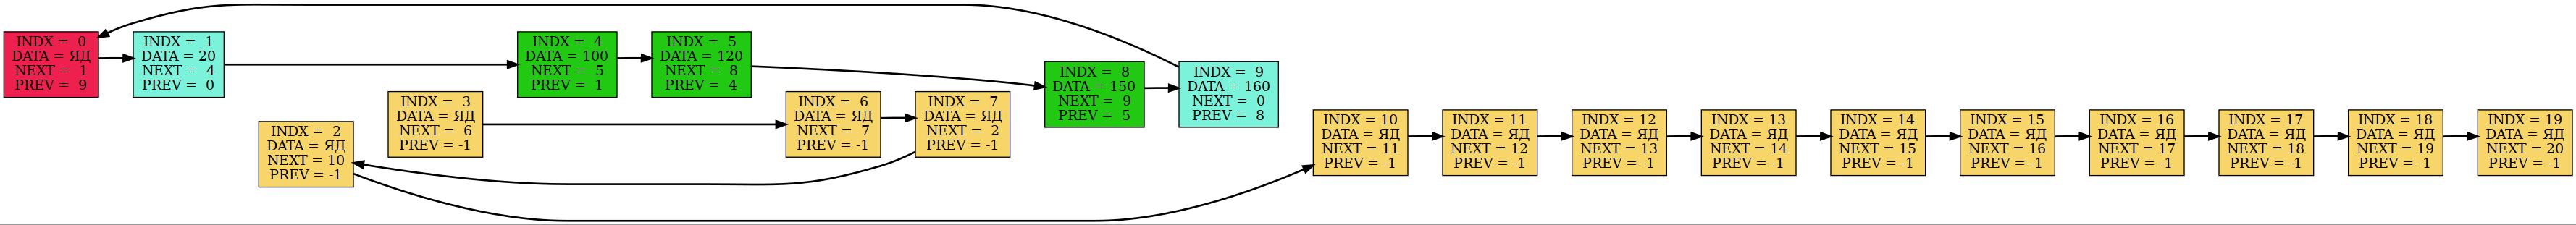 INDX = 0
DATA = ЯД
NEXT = 1
PREV = 9
INDX = 1
DATA = 20
NEXT = 4
PREV = 0
INDX = 2
DATA = ЯД
NEXT = 10
PREV = -1
INDX = 3
DATA = ЯД
NEXT = 6
PREV = -1
INDX = 4
DATA = 100
NEXT = 5
PREV = 1
INDX = 5
DATA = 120
NEXT = 8
PREV = 4
INDX = 6
DATA = ЯД
NEXT = 7
PREV = -1
INDX = 7
DATA = ЯД
NEXT = 2
PREV = -1
INDX = 8
DATA = 150
NEXT = 9
PREV = 5
INDX = 9
DATA = 160
NEXT = 0
PREV = 8
INDX = 10
DATA = ЯД
NEXT = 11
PREV = -1
INDX = 11
DATA = ЯД
NEXT = 12
PREV = -1
INDX = 12
DATA = ЯД
NEXT = 13
PREV = -1
INDX = 13
DATA = ЯД
NEXT = 14
PREV = -1
INDX = 14
DATA = ЯД
NEXT = 15
PREV = -1
INDX = 15
DATA = ЯД
NEXT = 16
PREV = -1
INDX = 16
DATA = ЯД
NEXT = 17
PREV = -1
INDX = 17
DATA = ЯД
NEXT = 18
PREV = -1
INDX = 18
DATA = ЯД
NEXT = 19
PREV = -1
INDX = 19
DATA = ЯД
NEXT = 20
PREV = -1